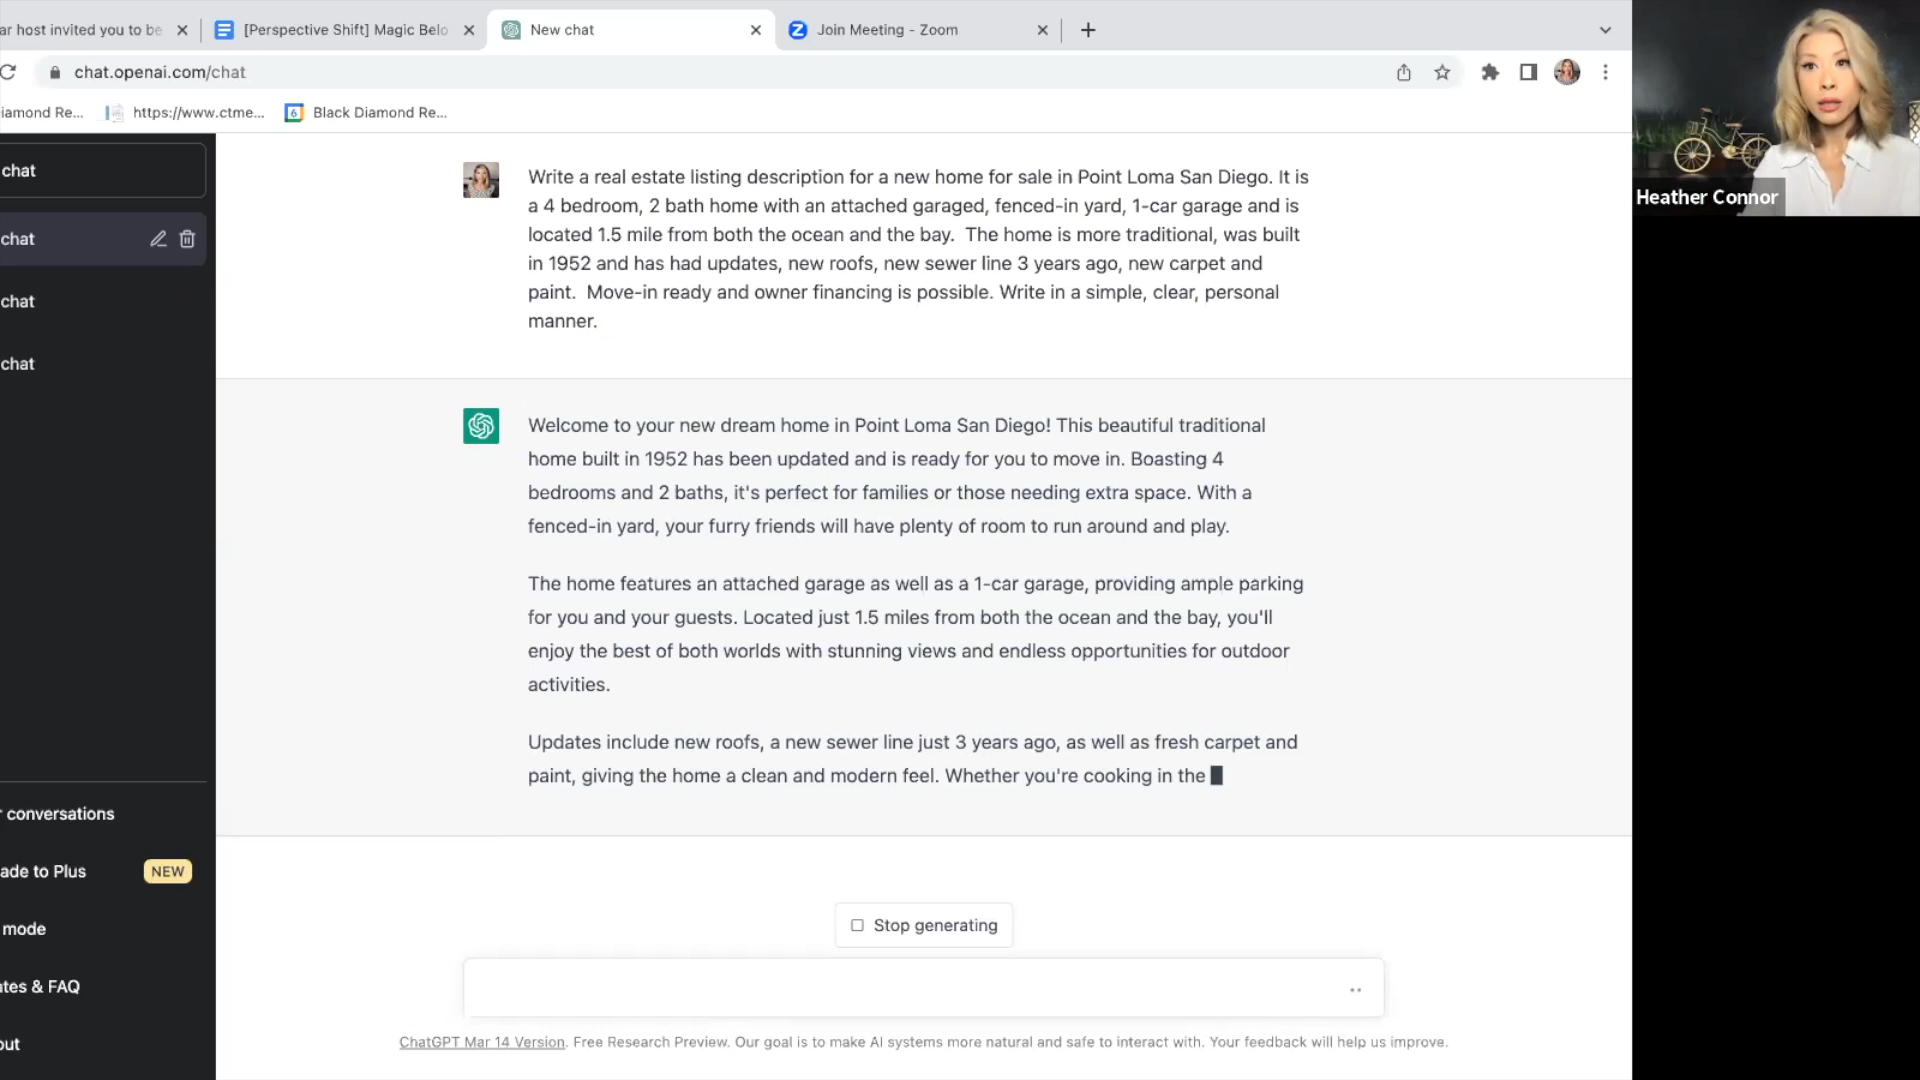 ar host invited you to be
[Perspective Shift] Magic Belo
New chat
Join Meeting - Zoom
chat.openai.com/chat
iamond Re...
https://www.ctme...
6
Black Diamond Re...
Heather Connor
chat
chat
chat
chat
Write a real estate listing description for a new home for sale in Point Loma San Diego. It is
a 4 bedroom, 2 bath home with an attached garaged, fenced-in yard, 1-car garage and is
located 1.5 mile from both the ocean and the bay.  The home is more traditional, was built
in 1952 and has had updates, new roofs, new sewer line 3 years ago, new carpet and
paint.  Move-in ready and owner financing is possible. Write in a simple, clear, personal
manner.
Welcome to your new dream home in Point Loma San Diego! This beautiful traditional
home built in 1952 has been updated and is ready for you to move in. Boasting 4
bedrooms and 2 baths, it's perfect for families or those needing extra space. With a
fenced-in yard, your furry friends will have plenty of room to run around and play.
The home features an attached garage as well as a 1-car garage, providing ample parking
for you and your guests. Located just 1.5 miles from both the ocean and the bay, you'll
enjoy the best of both worlds with stunning views and endless opportunities for outdoor
activities.
Updates include new roofs, a new sewer line just 3 years ago, as well as fresh carpet and
paint, giving the home a clean and modern feel. Whether you're cooking in the
r conversations
ade to Plus
NEW
mode
ates & FAQ
out
Stop generating
ChatGPT Mar 14 Version. Free Research Preview. Our goal is to make AI systems more natural and safe to interact with. Your feedback will help us improve.